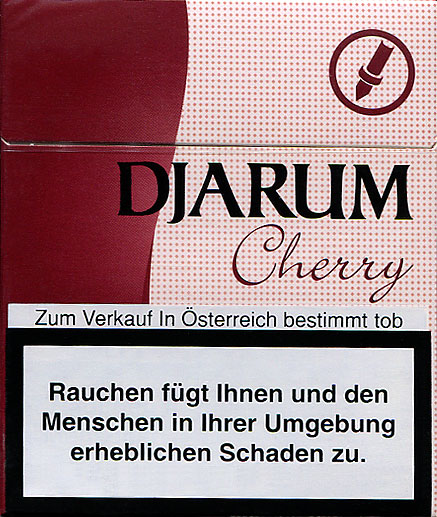 DJARUM
Cherry
Zum Verkauf In Österreich bestimmt tob
Rauchen fügt Ihnen und den
Menschen in Ihrer Umgebung
erheblichen Schaden zu.